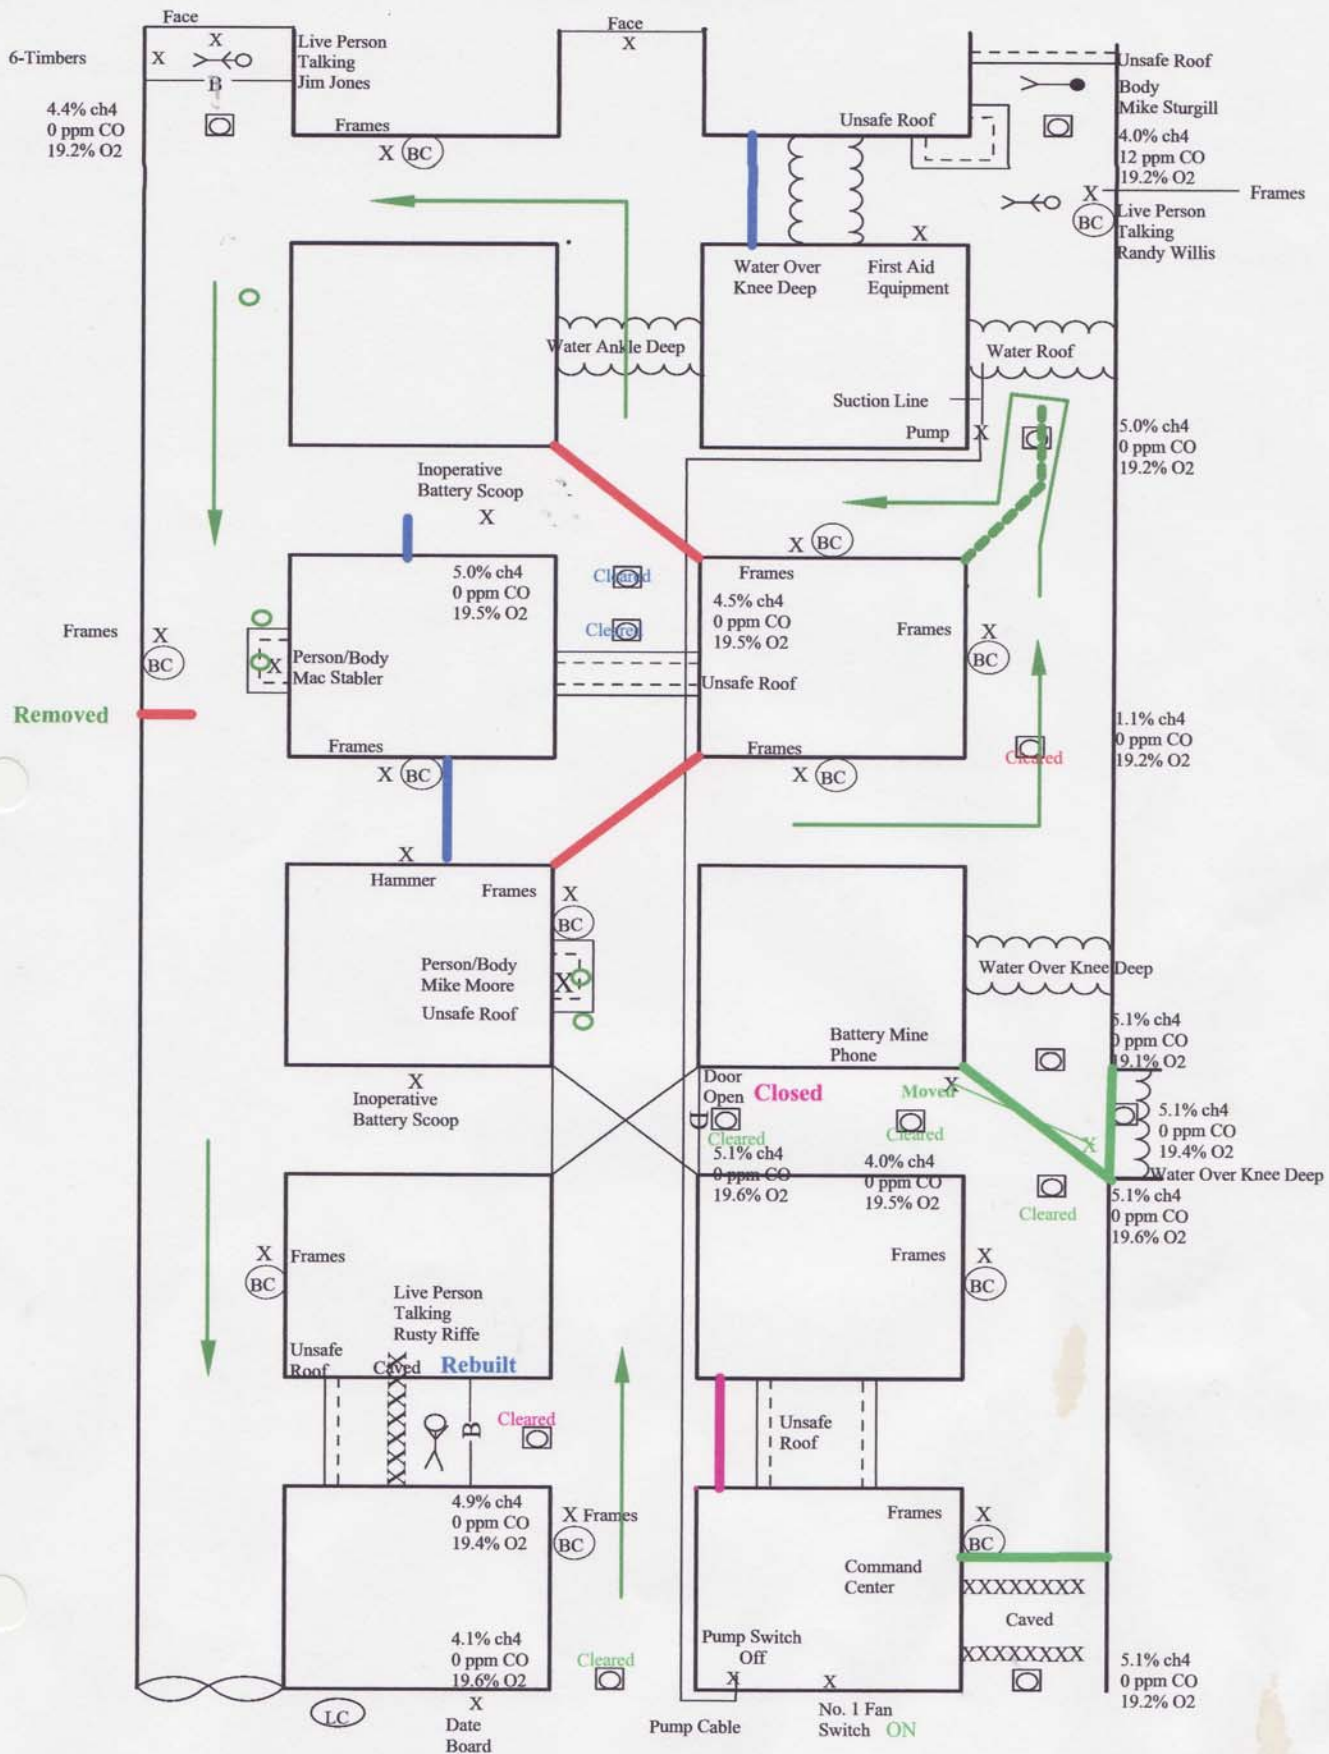 Face
Face
6-Timbers
X
X
Live Person
Talking
Jim Jones
B
X
Unsafe Roof
Body
Mike Sturgill
4.4% ch4
0 ppm CO
19.2% O2
Frames
X
BC
Unsafe Roof
4.0% ch4
12 ppm CO
19.2% O2
X
Frames
BC
Live Person
Talking
Randy Willis
X
Water Over
Knee Deep
First Aid
Equipment
Water Ankle Deep
Water Roof
Suction Line
Pump
X
5.0% ch4
0 ppm CO
19.2% O2
Inoperative
Battery Scoop
X
X
BC
5.0% ch4
0 ppm CO
19.5% O2
Cleared
Cleared
Frames
4.5% ch4
0 ppm CO
19.5% O2
Frames
X
BC
Frames
X
BC
X
Person/Body
Mac Stabler
Unsafe Roof
Removed
Frames
X
BC
Frames
X
BC
Cleared
1.1% ch4
0 ppm CO
19.2% O2
X
Hammer
Frames
X
BC
Person/Body
Mike Moore
X
Unsafe Roof
Water Over Knee Deep
Battery Mine
Phone
5.1% ch4
0 ppm CO
19.1% O2
X
Inoperative
Battery Scoop
Door
Open
Closed
Moved
X
D
Cleared
Cleared
X
5.1% ch4
0 ppm CO
19.4% O2
Water Over Knee Deep
5.1% ch4
0 ppm CO
19.6% O2
4.0% ch4
0 ppm CO
19.5% O2
Cleared
5.1% ch4
0 ppm CO
19.6% O2
X
Frames
BC
Frames
X
BC
Live Person
Talking
Rusty Riffe
Unsafe
Roof
Caved
Rebuilt
XXXXXXXXXX
B
Cleared
Unsafe
Roof
4.9% ch4
0 ppm CO
19.4% O2
X Frames
BC
Frames
X
BC
Command
Center
XXXXXXXX
Caved
XXXXXXXX
4.1% ch4
0 ppm CO
19.6% O2
Cleared
Pump Switch
Off
X
X
5.1% ch4
0 ppm CO
19.2% O2
LC
X
Date
Board
Pump Cable
No. 1 Fan
Switch ON